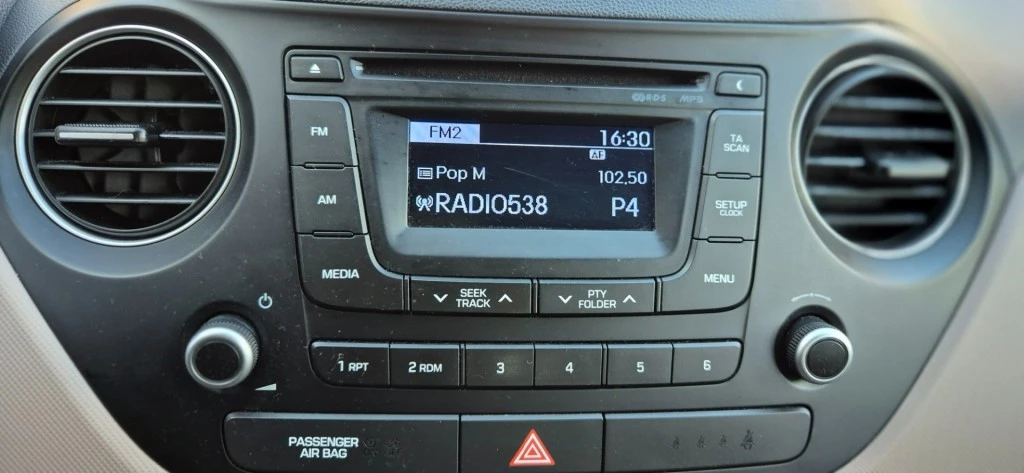 R·D·S MP3
FM
FM2 16:30
AF
TA
SCAN
Pop M 102.50
AM
RADIO538 P4
SETUP
CLOCK
MEDIA
SEEK
TRACK
PTY
FOLDER
MENU
1 RPT 2 RDM 3 4 5 6
PASSENGER
AIR BAG